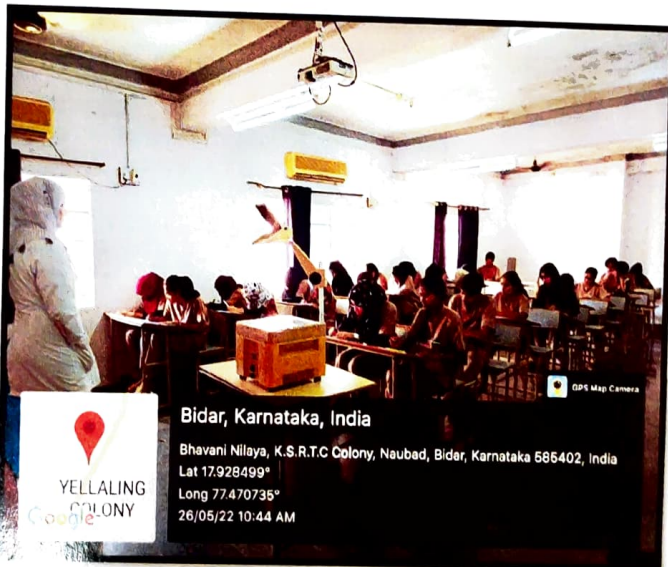 GPS Map Camera
Bidar, Karnataka, India
Bhavani Nilaya, K.S.R.T.C Colony, Naubad, Bidar, Karnataka 585402, India
Lat 17.928499°
Long 77.470735°
26/05/22 10:44 AM
YELLALING
COLONY
Google